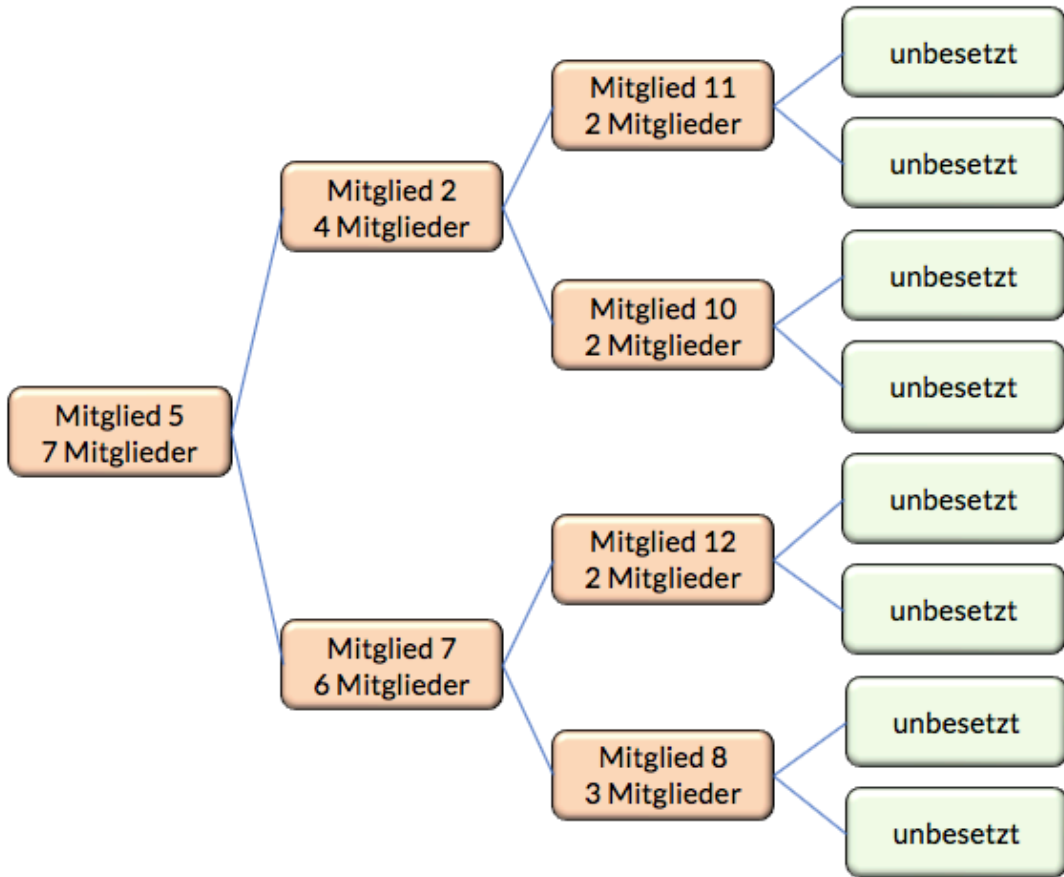 unbesetzt
Mitglied 11
2 Mitglieder
unbesetzt
Mitglied 2
4 Mitglieder
unbesetzt
Mitglied 10
2 Mitglieder
unbesetzt
Mitglied 5
7 Mitglieder
unbesetzt
Mitglied 12
2 Mitglieder
unbesetzt
Mitglied 7
6 Mitglieder
unbesetzt
Mitglied 8
3 Mitglieder
unbesetzt